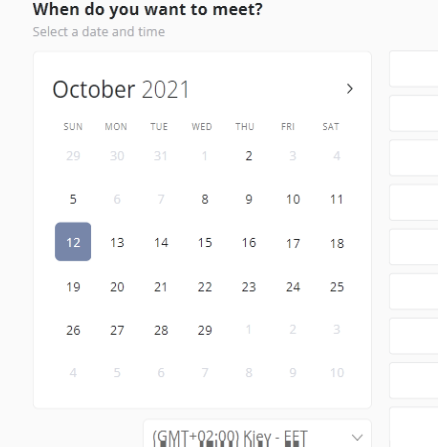 When do you want to meet?
Select a date and time
October 2021
SUN MON TUE WED THU FRI SAT
29 30 31 1 2 3 4
5 6 7 8 9 10 11
12 13 14 15 16 17 18
19 20 21 22 23 24 25
26 27 28 29 1 2 3
4 5 6 7 8 9 10
(GMT+02:00) Kiev - EET